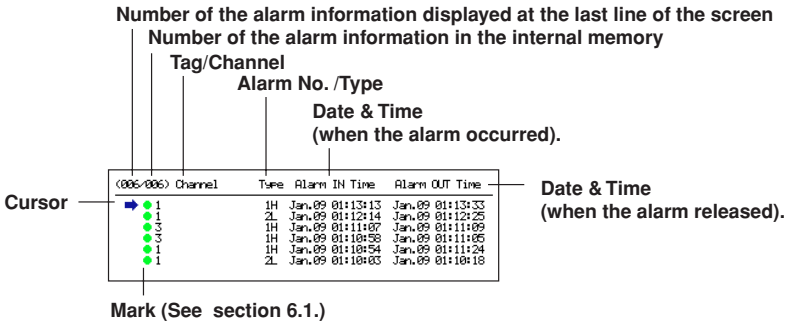 Number of the alarm information displayed at the last line of the screen
Number of the alarm information in the internal memory
Tag/Channel
Alarm No. /Type
Date & Time
(when the alarm occurred).
(006/006) Channel Type Alarm IN Time Alarm OUT Time
1 1H Jan.09 01:13:13 Jan.09 01:13:33
1 2L Jan.09 01:12:14 Jan.09 01:12:25
3 1H Jan.09 01:11:07 Jan.09 01:11:09
3 1H Jan.09 01:10:58 Jan.09 01:11:05
1 1H Jan.09 01:10:54 Jan.09 01:11:24
1 2L Jan.09 01:10:03 Jan.09 01:10:18
Cursor
Date & Time
(when the alarm released).
Mark (See section 6.1.)